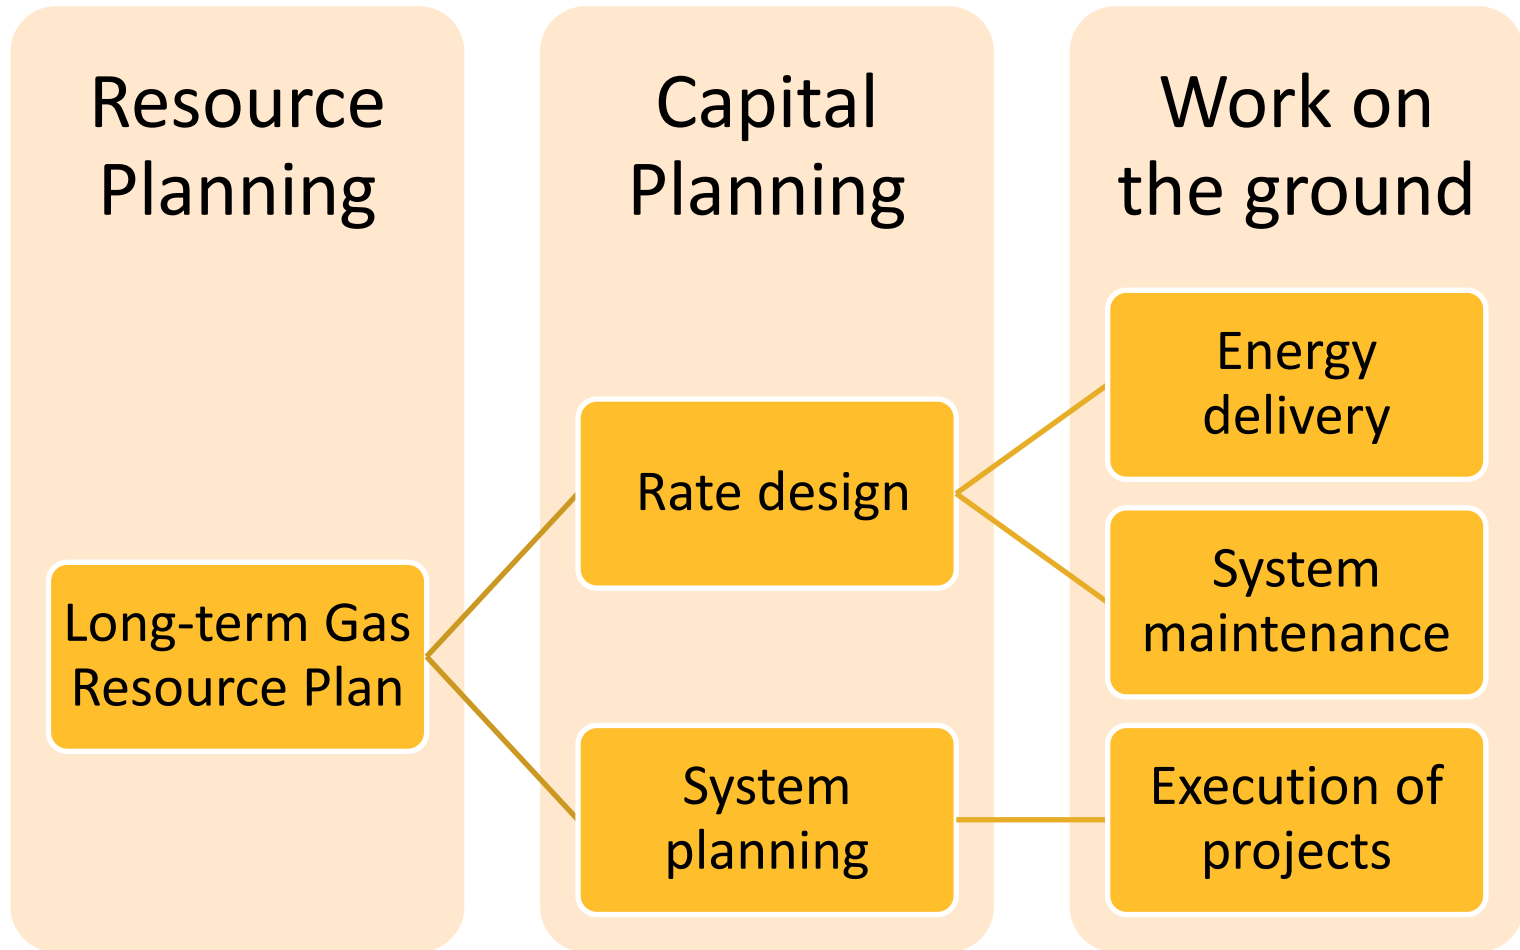 Resource
Planning
Long-term Gas
Resource Plan
Capital
Planning
Rate design
System
planning
Work on
the ground
Energy
delivery
System
maintenance
Execution of
projects